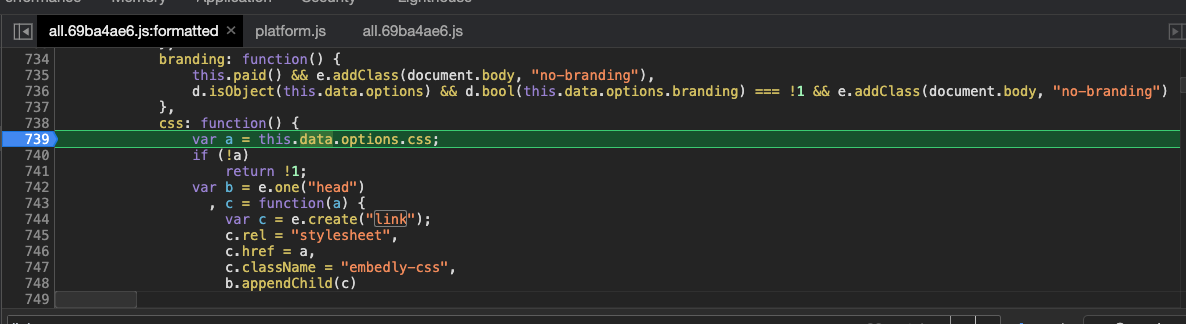 Memory
Security
Lighthouse
all.69ba4ae6.js:formatted × platform.js all.69ba4ae6.js
734 branding: function() {
735 this.paid() && e.addClass(document.body, "no-branding"),
736 d.isObject(this.data.options) && d.bool(this.data.options.branding) === !1 && e.addClass(document.body, "no-branding")
737 },
738 css: function() {
739 var a = this.data.options.css;
740 if (!a)
741 return !1;
742 var b = e.one("head")
743 , c = function(a) {
744 var c = e.create("link");
745 c.rel = "stylesheet",
746 c.href = a,
747 c.className = "embedly-css",
748 b.appendChild(c)
749